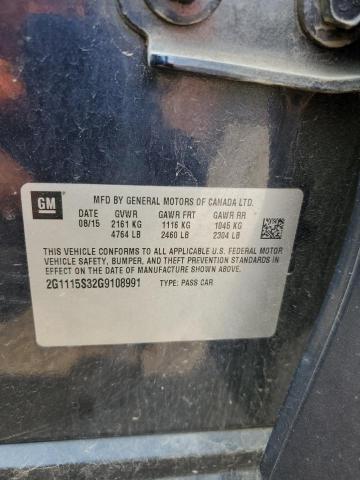 GM
MFD BY GENERAL MOTORS OF CANADA LTD.
DATE GVWR GAWR FRT GAWR RR
08/15 2161 KG 1116 KG 1045 KG
4764 LB 2460 LB 2304 LB
THIS VEHICLE CONFORMS TO ALL APPLICABLE U.S. FEDERAL MOTOR
VEHICLE SAFETY, BUMPER, AND THEFT PREVENTION STANDARDS IN
EFFECT ON THE DATE OF MANUFACTURE SHOWN ABOVE.
2G1115S32G9108991 TYPE: PASS CAR